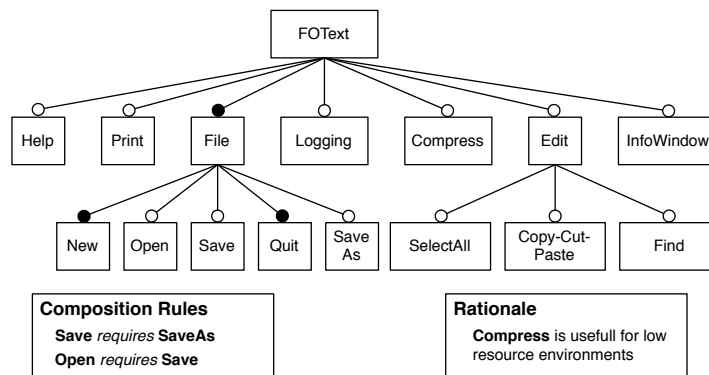 FOText
Help
Print
File
Logging
Compress
Edit
InfoWindow
New
Open
Save
Quit
Save
As
SelectAll
Copy-Cut-
Paste
Find
Composition Rules
Save requires SaveAs
Open requires Save
Rationale
Compress is usefull for low
resource environments